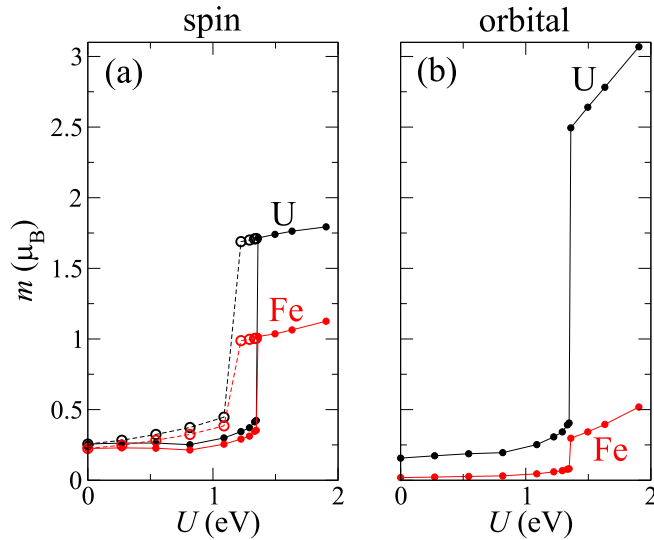 spin orbital
(a) (b)
3
2.5
2
1.5
1
0.5
0
m (μB)
U
Fe
U
Fe
0 1 2 0 1 2
U (eV) U (eV)